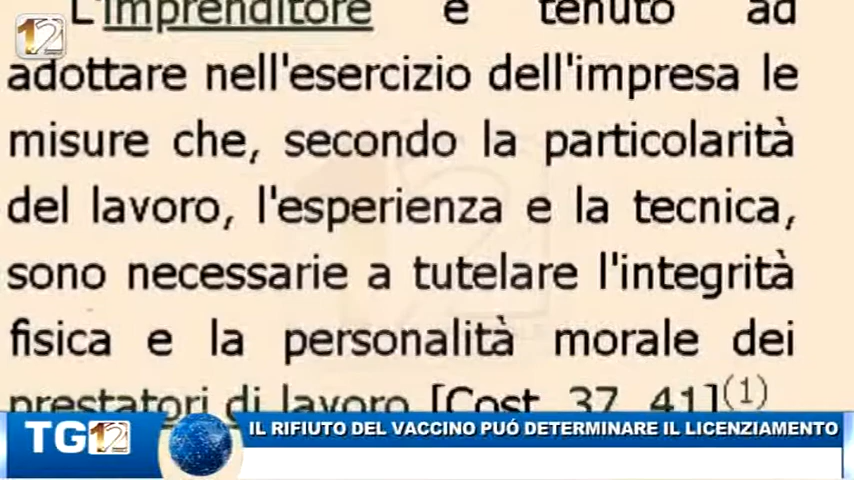 12
L'imprenditore è tenuto ad
adottare nell'esercizio dell'impresa le
misure che, secondo la particolarità
del lavoro, l'esperienza e la tecnica,
sono necessarie a tutelare l'integrità
fisica e la personalità morale dei
prestatori di lavoro [Cost. 37, 41](1)
TG12
IL RIFIUTO DEL VACCINO PUÓ DETERMINARE IL LICENZIAMENTO